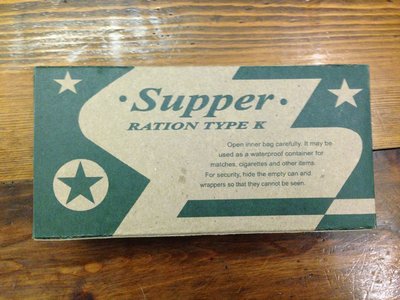 • Supper •
RATION TYPE K
Open inner bag carefully. It may be
used as a waterproof container for
matches, cigarettes and other items.
For security, hide the empty can and
wrappers so that they cannot be seen.